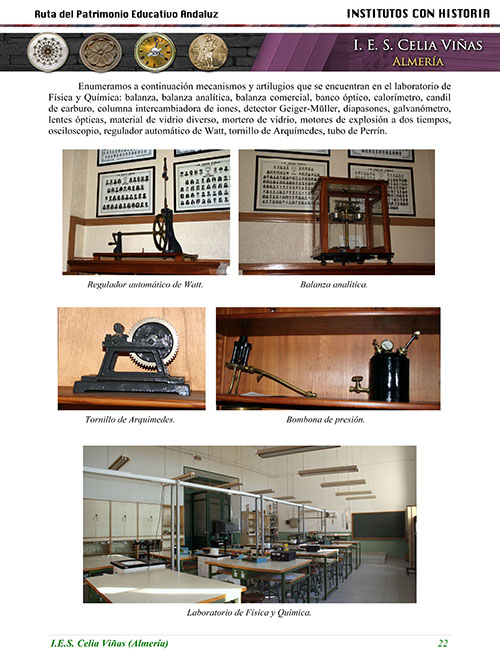 Ruta del Patrimonio Educativo Andaluz
INSTITUTOS CON HISTORIA
I. E. S. CELIA VIÑAS
ALMERÍA
Enumeramos a continuación mecanismos y artilugios que se encuentran en el laboratorio de
Física y Química: balanza, balanza analítica, balanza comercial, banco óptico, calorímetro, candil
de carburo, columna intercambiadora de iones, detector Geiger-Müller, diapasones, galvanómetro,
lentes ópticas, material de vidrio diverso, mortero de vidrio, motores de explosión a dos tiempos,
osciloscopio, regulador automático de Watt, tornillo de Arquímedes, tubo de Perrín.
Regulador automático de Watt.
Balanza analítica.
Tornillo de Arquímedes.
Bombona de presión.
Laboratorio de Física y Química.
I.E.S. Celia Viñas (Almería)
22